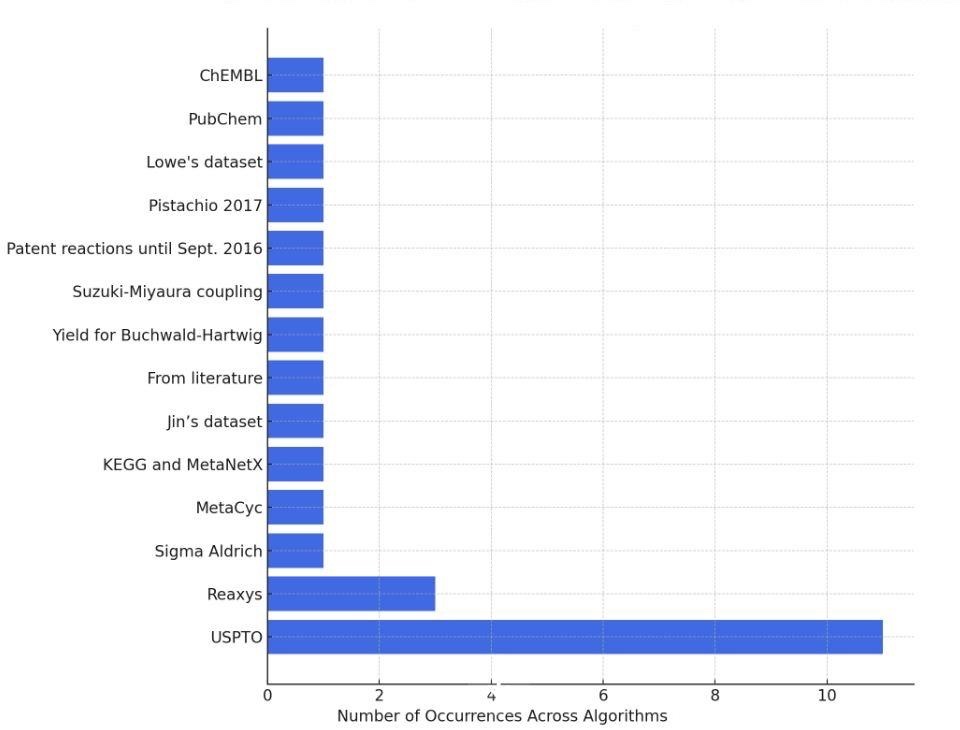 ChEMBL
PubChem
Lowe's dataset
Pistachio 2017
Patent reactions until Sept. 2016
Suzuki-Miyaura coupling
Yield for Buchwald-Hartwig
From literature
Jin’s dataset
KEGG and MetaNetX
MetaCyc
Sigma Aldrich
Reaxys
USPTO
0 2 4 6 8 10
Number of Occurrences Across Algorithms